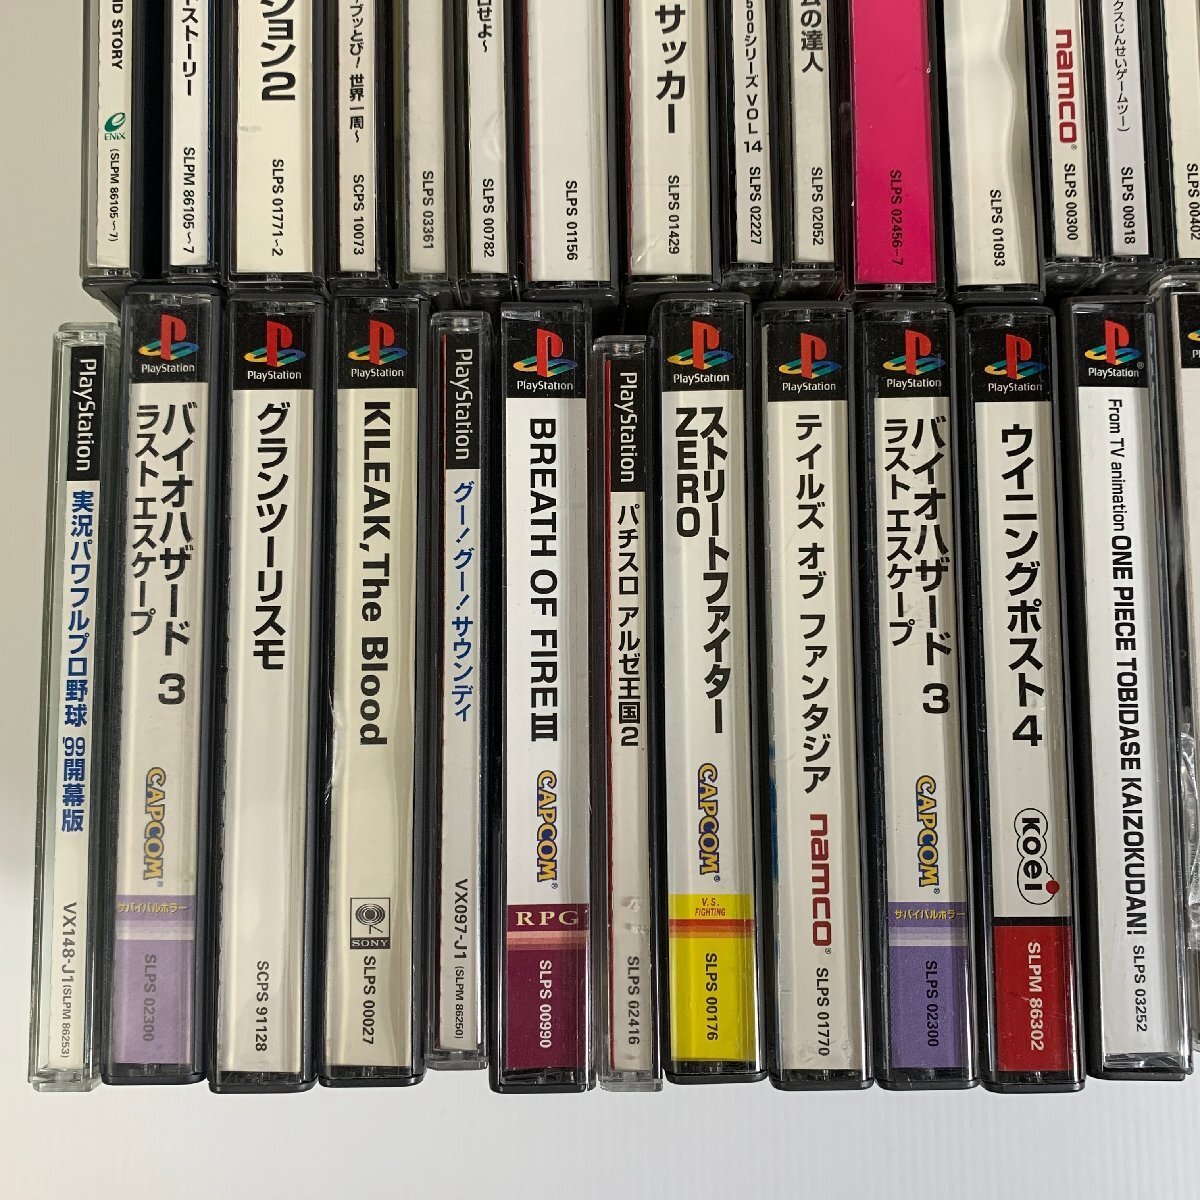 STORY
ENIX
(SLPM 86105~7)
ストーリー
SLPM 86105~7
ション2
SLPS 01771~2
ブッとび!世界一周~
SCPS 10073
SLPS 03361
せよ~
SLPS 00782
SLPS 01156
サッカー
SLPS 01429
500シリーズ VOL 14
SLPS 02227
の達人
SLPS 02052
SLPS 02456~7
SLPS 01093
namco
SLPS 00300
クスじんせいゲームツー)
SLPS 00918
SLPS 00402
PlayStation
実況パワフルプロ野球 '99開幕版
VX148-J1(SLPM 86253)
PlayStation
バイオハザード 3
ラスト エスケープ
CAPCOM
サバイバルホラー
SLPS 02300
PlayStation
グランツーリスモ
SCPS 91128
PlayStation
KILEAK,The Blood
SONY
SLPS 00027
PlayStation
グー!グー!サウンディ
VX097-J1 (SLPM 86250)
PlayStation
BREATH OF FIRE III
CAPCOM
RPG
SLPS 00990
PlayStation
パチスロ アルゼ王国2
SLPS 02416
PlayStation
ストリートファイター
ZERO
CAPCOM
V.S.
FIGHTING
SLPS 00176
PlayStation
テイルズ オブ ファンタジア
namco
SLPS 01770
PlayStation
バイオハザード 3
ラスト エスケープ
CAPCOM
サバイバルホラー
SLPS 02300
PlayStation
ウイニングポスト4
KOEI
SLPM 86302
PlayStation
From TV animation ONE PIECE TOBIDASE KAIZOKUDAN!
SLPS 03252